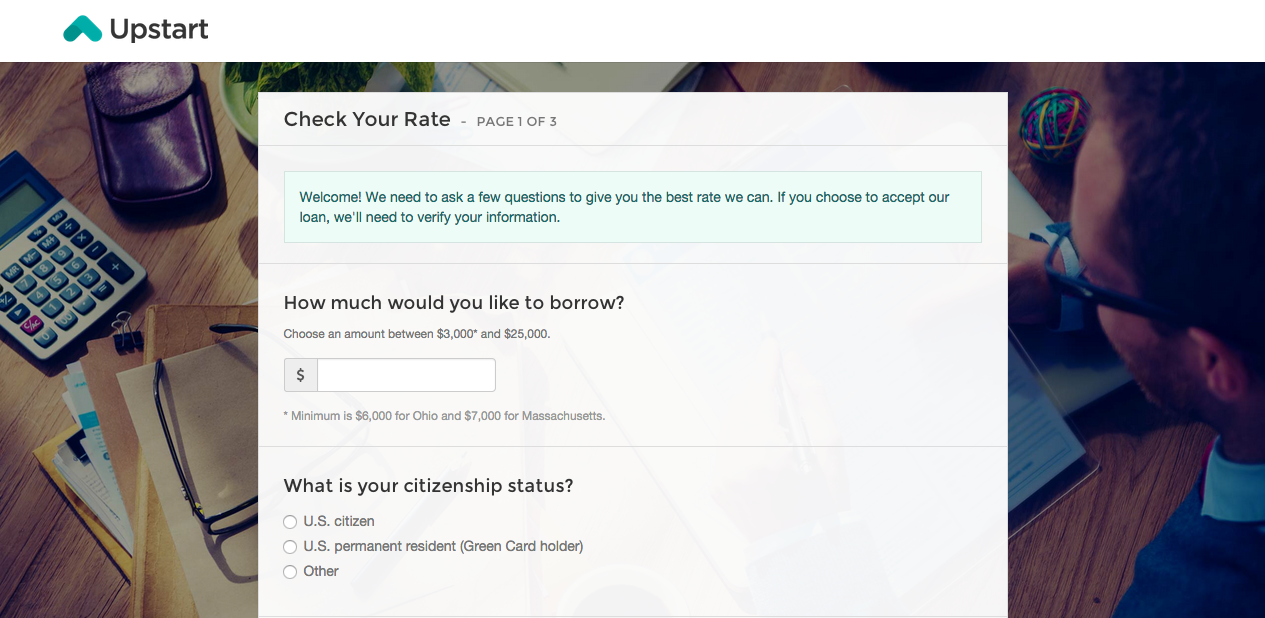 Upstart
Check Your Rate - PAGE 1 OF 3
Welcome! We need to ask a few questions to give you the best rate we can. If you choose to accept our
loan, we'll need to verify your information.
How much would you like to borrow?
Choose an amount between $3,000* and $25,000.
$
* Minimum is $6,000 for Ohio and $7,000 for Massachusetts.
What is your citizenship status?
U.S. citizen
U.S. permanent resident (Green Card holder)
Other